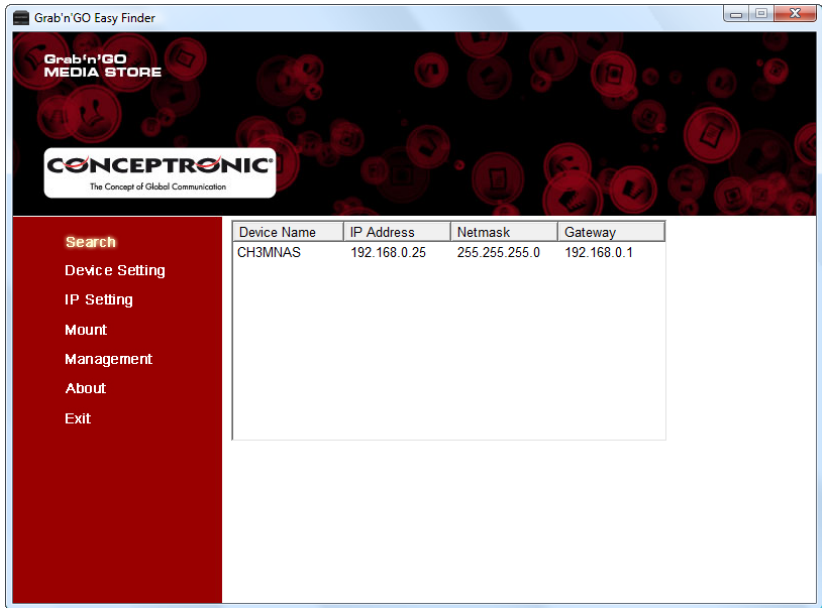 Grab'n'GO Easy Finder
Grab'n'GO
MEDIA STORE
CONCEPTRONIC®
The Concept of Global Communication
Search
Device Setting
IP Setting
Mount
Management
About
Exit
Device Name IP Address Netmask Gateway
CH3MNAS 192.168.0.25 255.255.255.0 192.168.0.1